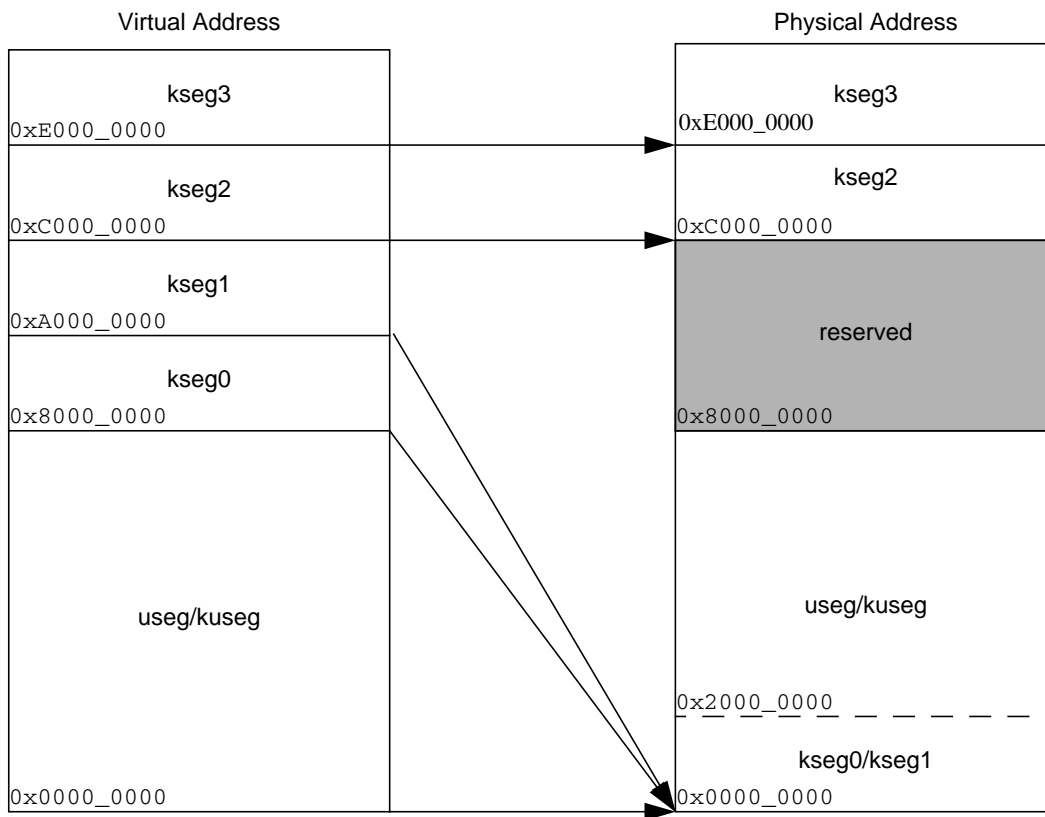 Virtual Address
kseg3
0xE000_0000
kseg2
0xC000_0000
kseg1
0xA000_0000
kseg0
0x8000_0000
useg/kuseg
0x0000_0000
Physical Address
kseg3
0xE000_0000
kseg2
0xC000_0000
reserved
0x8000_0000
useg/kuseg
0x2000_0000
kseg0/kseg1
0x0000_0000